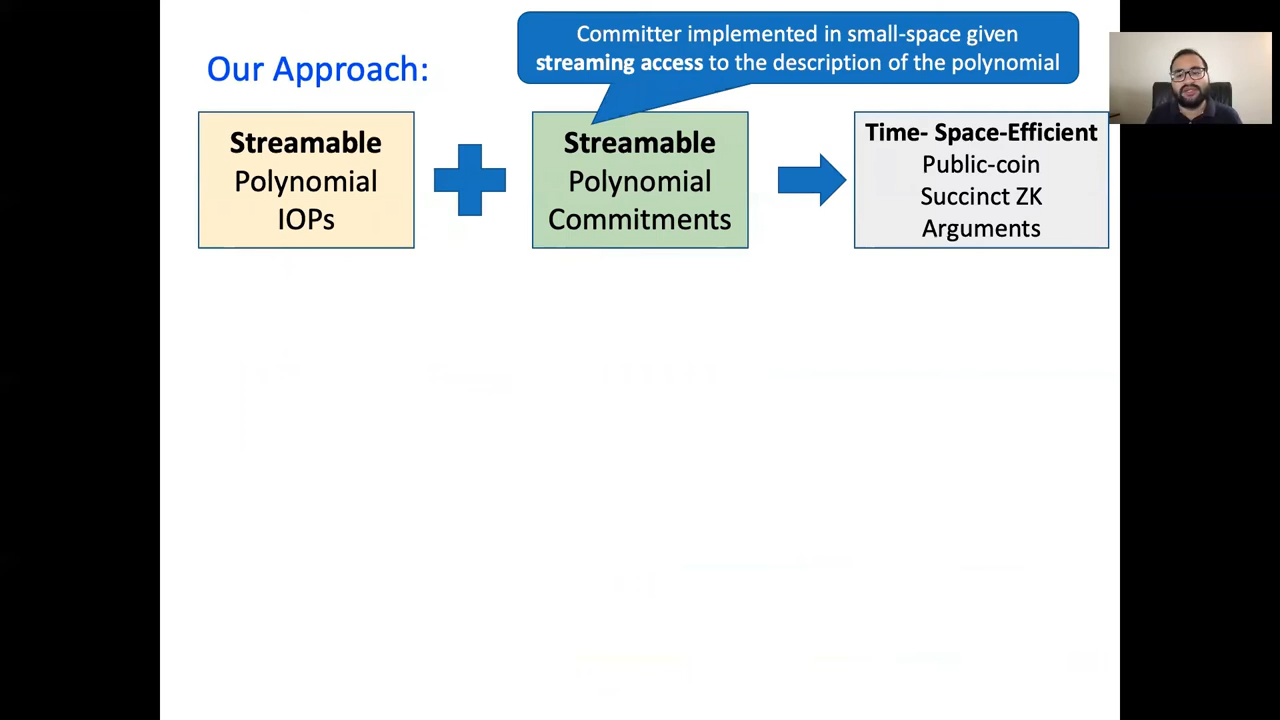 Our Approach:
Committer implemented in small-space given
streaming access to the description of the polynomial
Streamable
Polynomial
IOPs
Streamable
Polynomial
Commitments
Time- Space-Efficient
Public-coin
Succinct ZK
Arguments